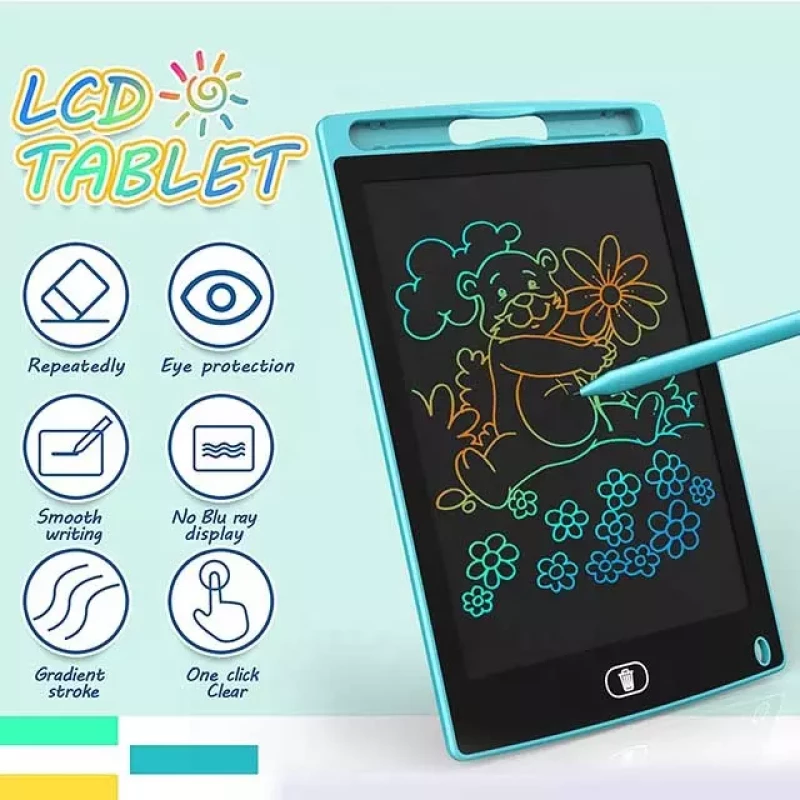 LCD
TABLET
Repeatedly
Eye protection
Smooth
writing
No Blu ray
display
Gradient
stroke
One click
Clear